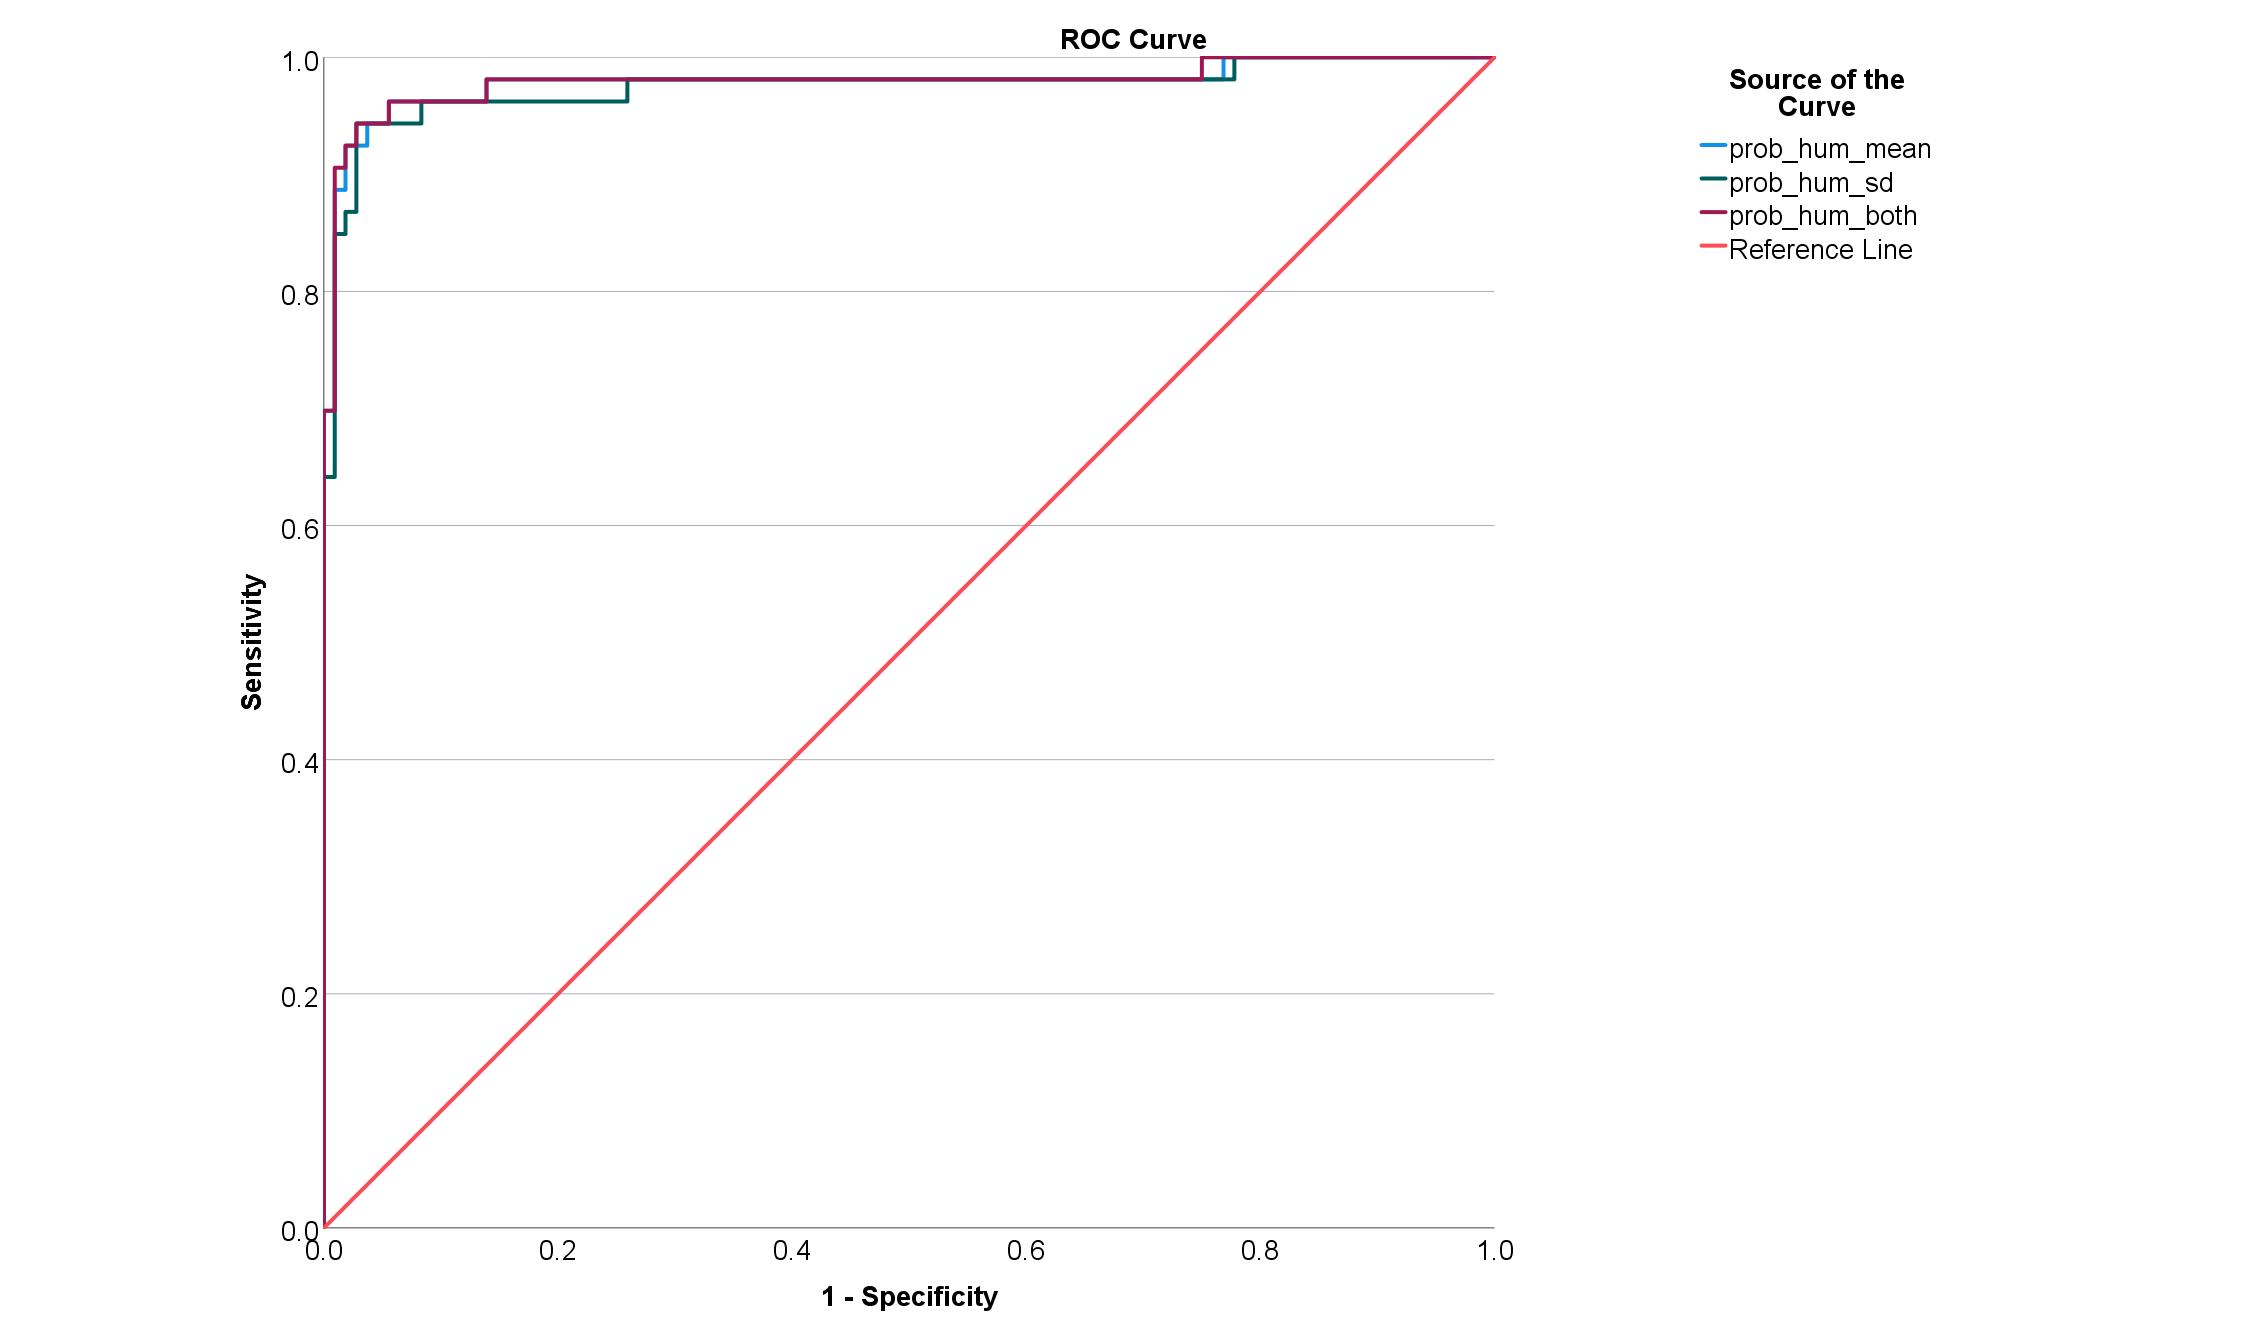 ROC Curve
1.0
0.8
0.6
0.4
0.2
0.0
Sensitivity
0.0 0.2 0.4 0.6 0.8 1.0
1 - Specificity
Source of the
Curve
prob_hum_mean
prob_hum_sd
prob_hum_both
Reference Line